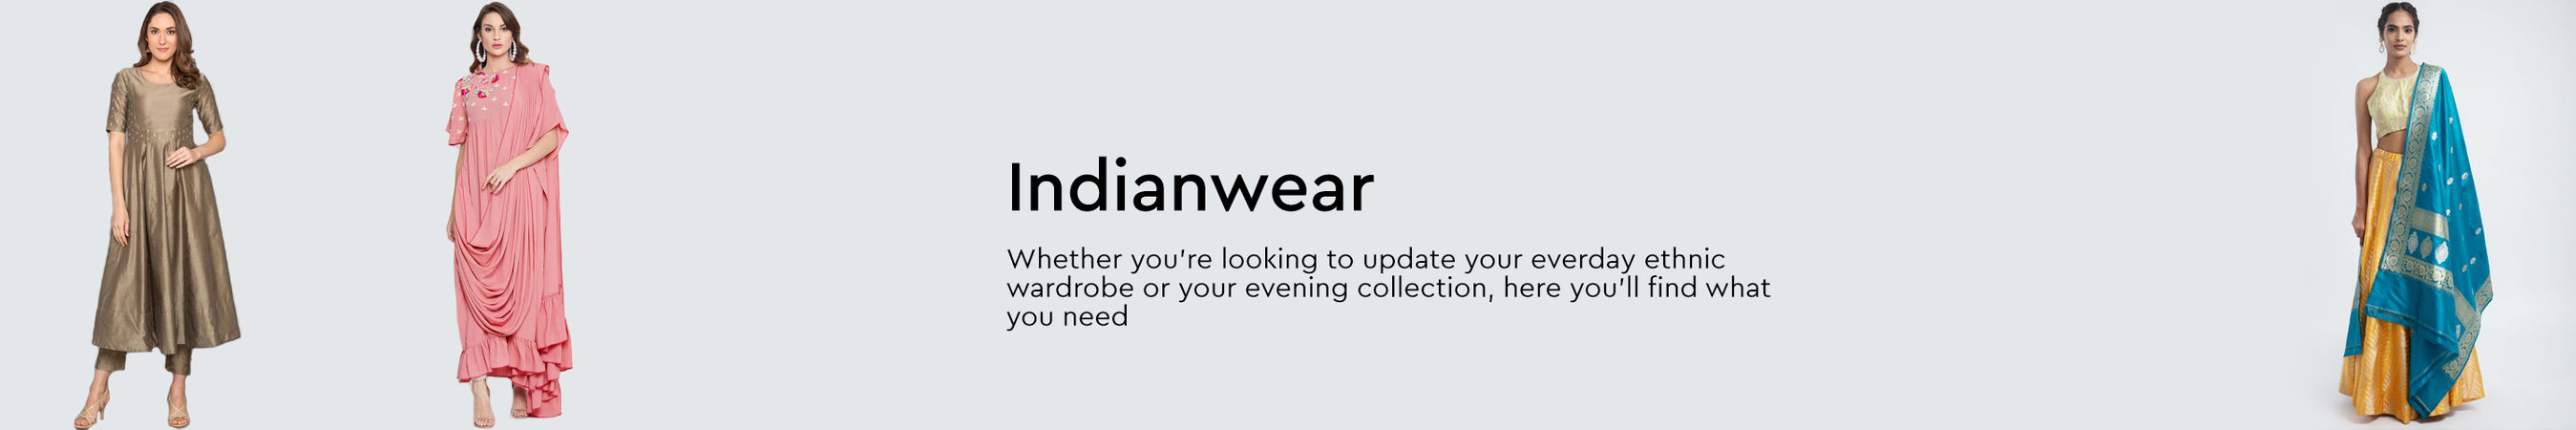 Indianwear
Whether you're looking to update your everday ethnic
wardrobe or your evening collection, here you'll find what
you need